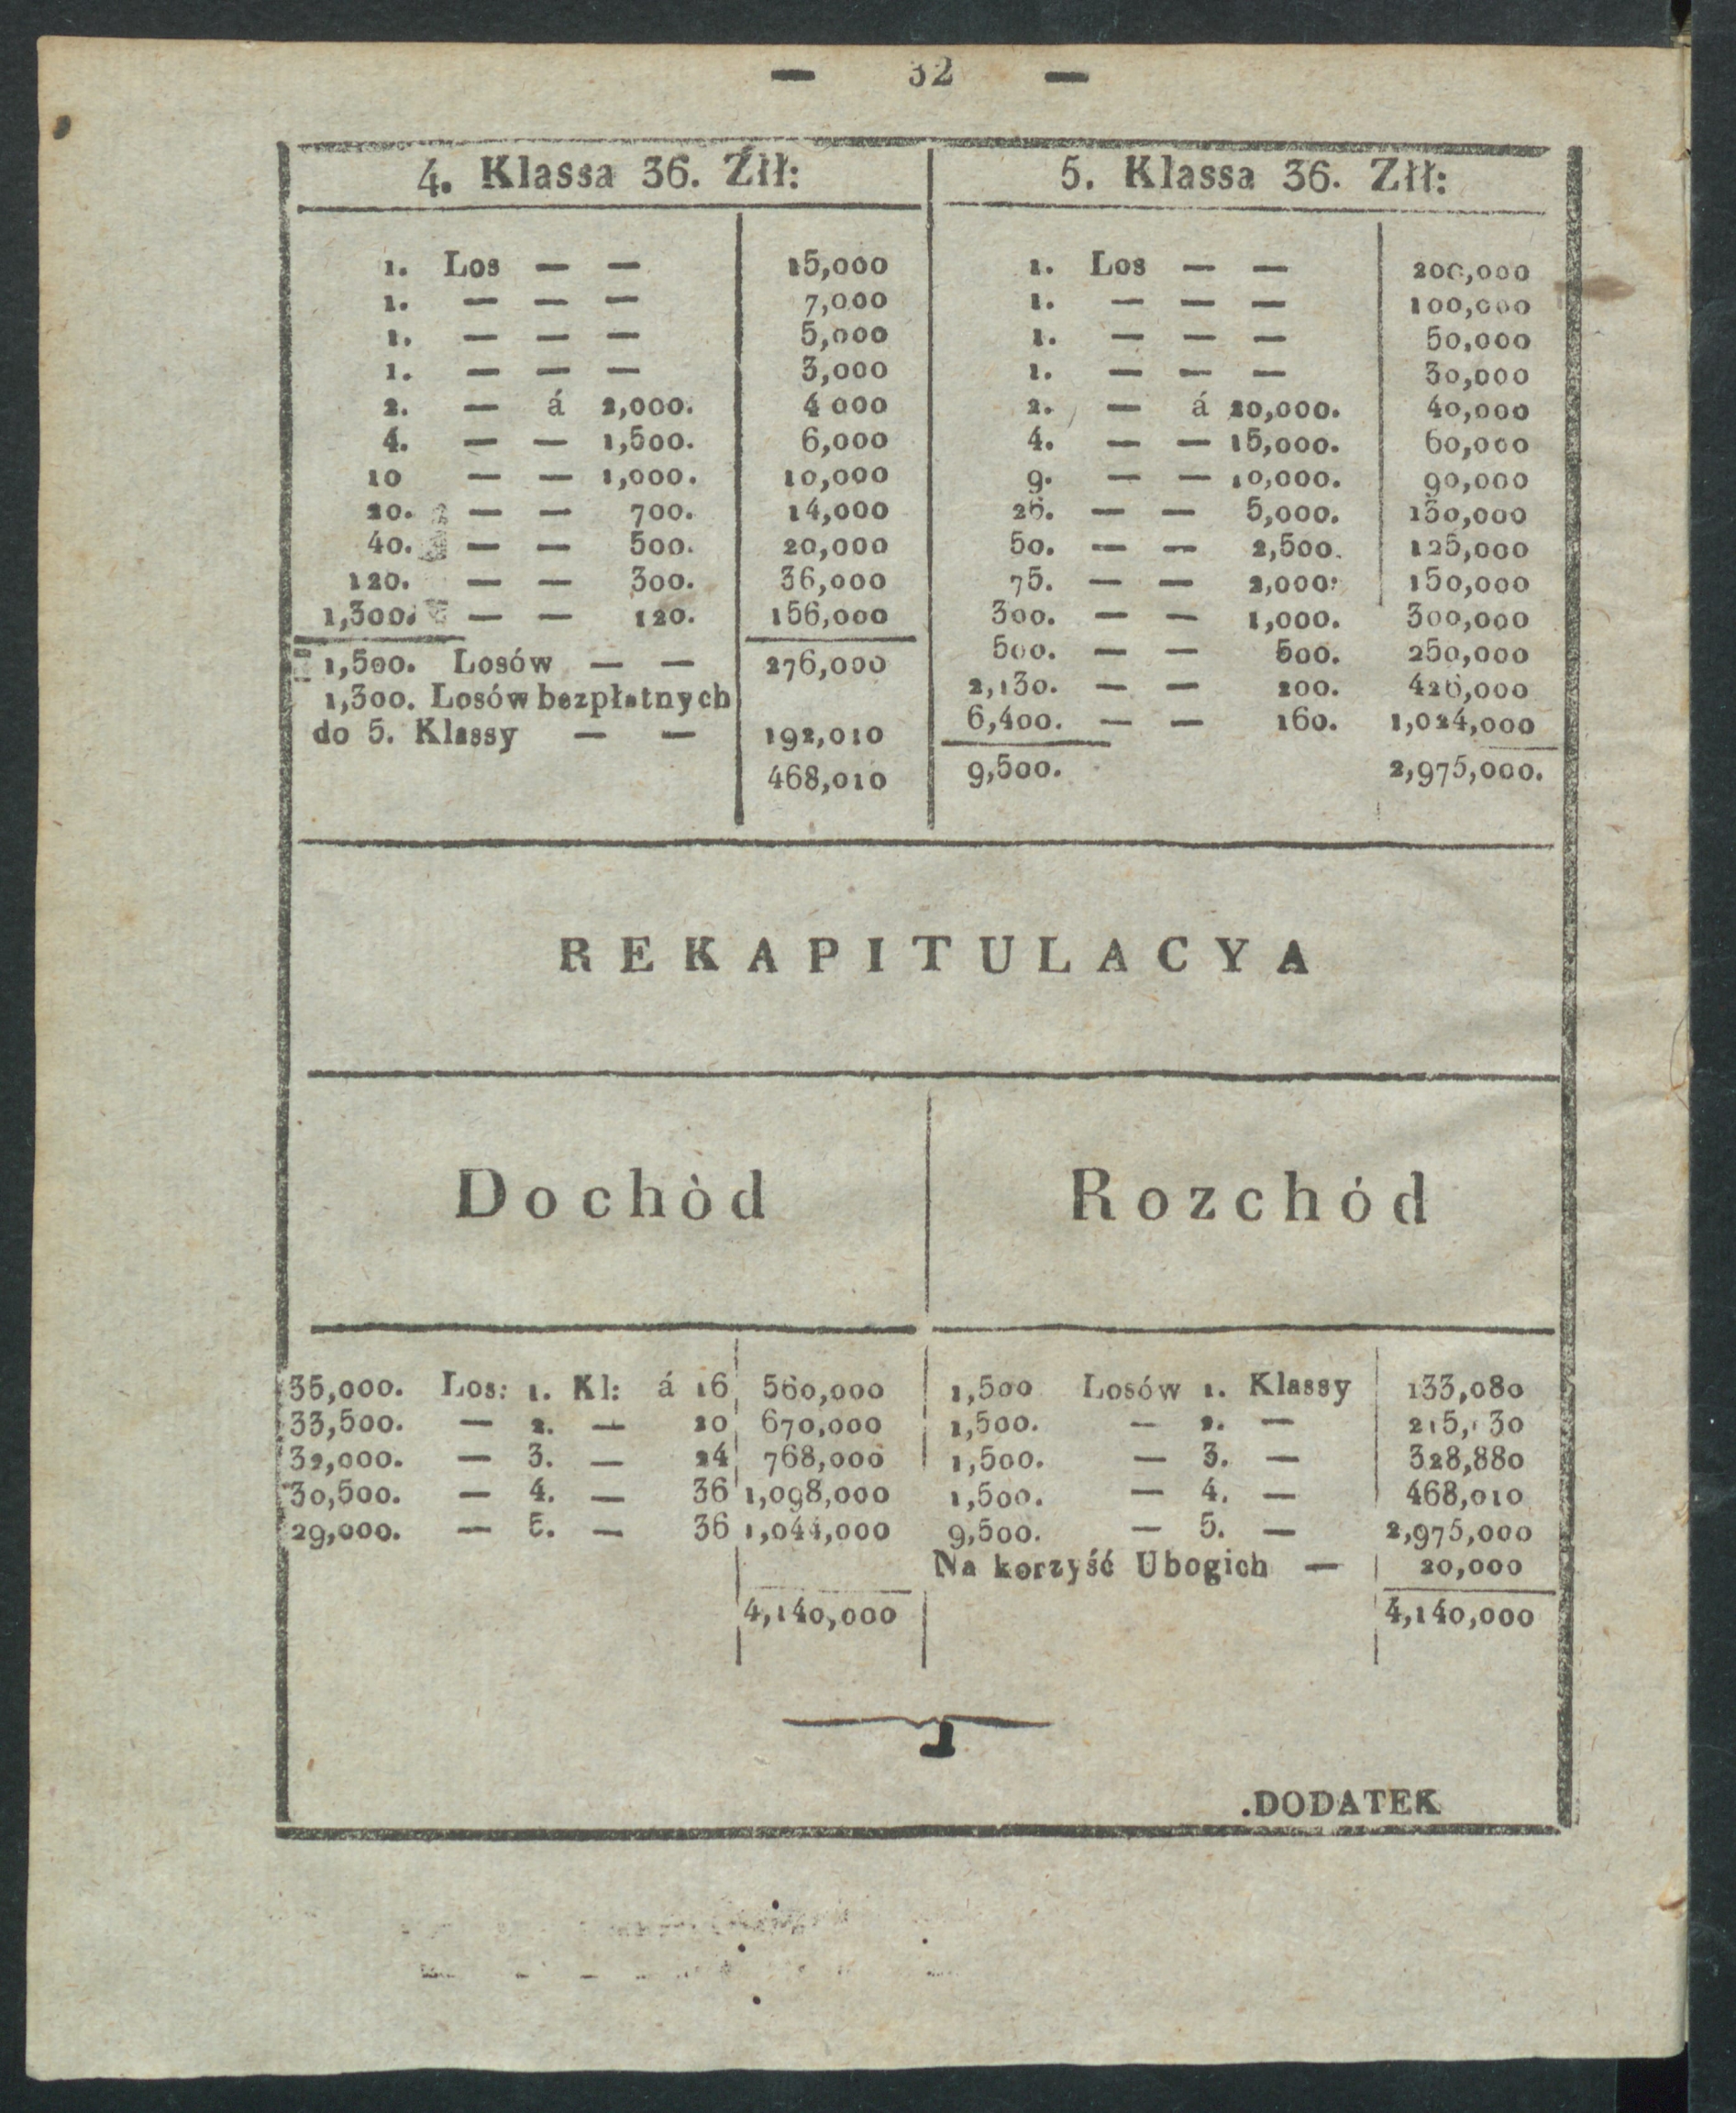 — 32 —
4. Klassa 36. Złł:
1. Los — — 15,000
1. — — — 7,000
1. — — — 5,000
1. — — — 3,000
2. — á 2,000. 4 000
4. — — 1,500. 6,000
10 — — 1,000. 10,000
20. — — 700. 14,000
40. — — 500. 20,000
120. — — 300. 36,000
1,300. — — 120. 156,000
1,500. Losów — — 276,000
1,300. Losów bezpłatnych
do 5. Klassy — — 192,010
468,010
5. Klassa 36. Złł:
1. Los — — 200,000
1. — — — 100,000
1. — — — 50,000
1. — — — 30,000
2. — á 20,000. 40,000
4. — — 15,000. 60,000
9. — — 10,000. 90,000
26. — — 5,000. 130,000
50. — — 2,500. 125,000
75. — — 2,000. 150,000
300. — — 1,000. 300,000
500. — — 500. 250,000
2,130. — — 200. 426,000
6,400. — — 160. 1,024,000
9,500. 2,975,000.
REKAPITULACYA
Dochòd
35,000. Los: 1. Kl: á 16 560,000
33,500. — 2. — 20 670,000
32,000. — 3. — 24 768,000
30,500. — 4. — 36 1,098,000
29,000. — 5. — 36 1,044,000
4,140,000
Rozchód
1,500 Losów 1. Klassy 133,080
1,500. — 2. — 215, 30
1,500. — 3. — 328,880
1,500. — 4. — 468,010
9,500. — 5. — 2,975,000
Na korzyść Ubogich — 20,000
4,140,000
.DODATEK